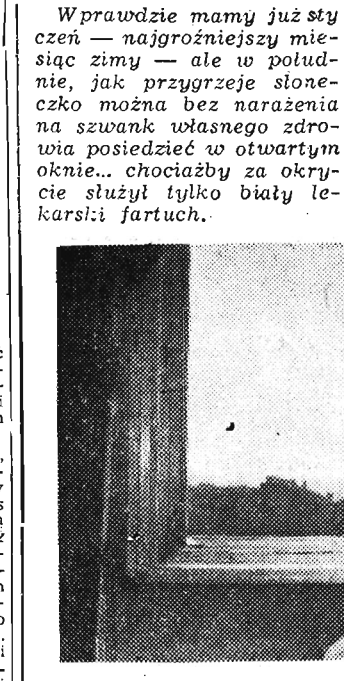 Wprawdzie mamy już sty
czeń — najgroźniejszy mie-
siąc zimy — ale w połud-
nie, jak przygrzeje słone-
czko można bez narażenia
na szwank własnego zdro-
wia posiedzieć w otwartym
oknie... chociażby za okry-
cie służył tylko biały le-
karski fartuch.